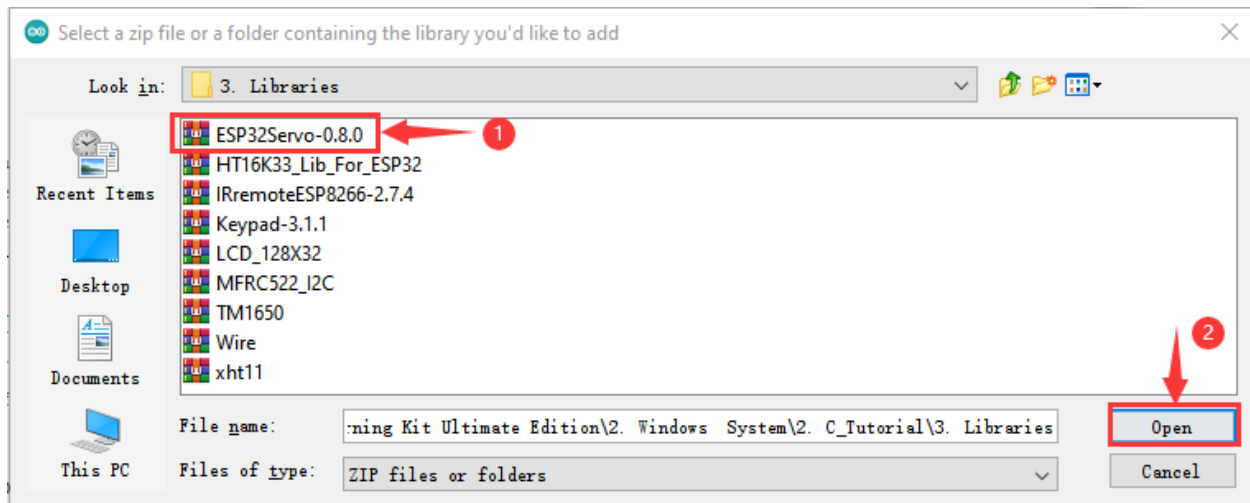 Select a zip file or a folder containing the library you'd like to add
Look in:
3. Libraries
ESP32Servo-0.8.0
1
HT16K33_Lib_For_ESP32
IRremoteESP8266-2.7.4
Keypad-3.1.1
LCD_128X32
MFRC522_I2C
TM1650
Wire
xht11
Recent Items
Desktop
Documents
This PC
2
File name:
:ning Kit Ultimate Edition\2. Windows  System\2. C_Tutorial\3. Libraries
Open
Files of type:
ZIP files or folders
Cancel